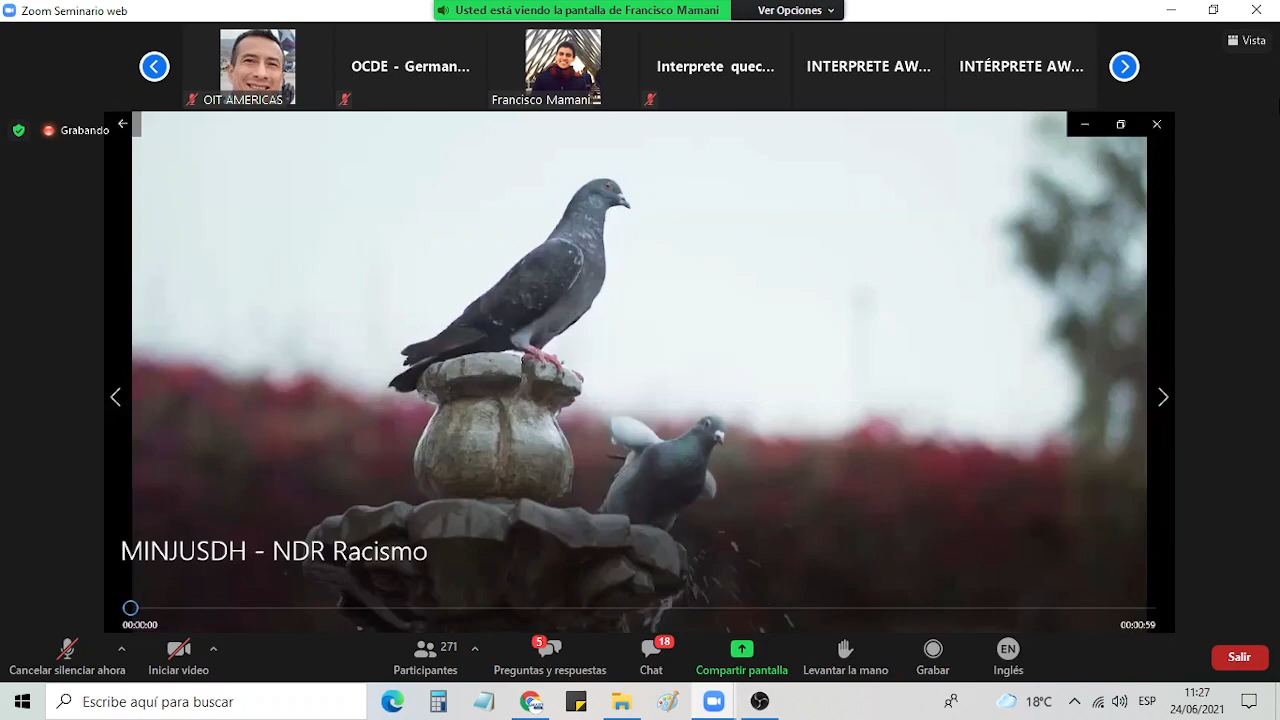 Zoom Seminario web
Usted está viendo la pantalla de Francisco Mamani
Ver Opciones
Vista
OCDE - German...
Interprete quec...
INTERPRETE AW...
INTÉRPRETE AW...
OIT AMERICAS
Francisco Mamani
Grabando
MINJUSDH - NDR Racismo
00:00:00
00:00:59
271
5
18
EN
Cancelar silenciar ahora
Iniciar video
Participantes
Preguntas y respuestas
Chat
Compartir pantalla
Levantar la mano
Grabar
Inglés
Salir
Escribe aquí para buscar
18°C
ESP
11:27
24/06/2021